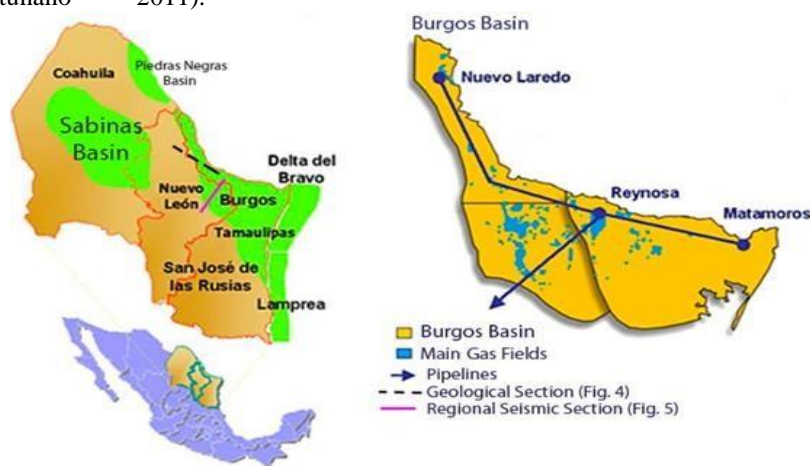 2011).
Coahuila
Piedras Negras
Basin
Sabinas
Basin
Nuevo
León
Burgos
Delta del
Bravo
Tamaulipas
San José de
las Rusias
Lamprea
Burgos Basin
Nuevo Laredo
Reynosa
Matamoros
Burgos Basin
Main Gas Fields
Pipelines
Geological Section (Fig. 4)
Regional Seismic Section (Fig. 5)